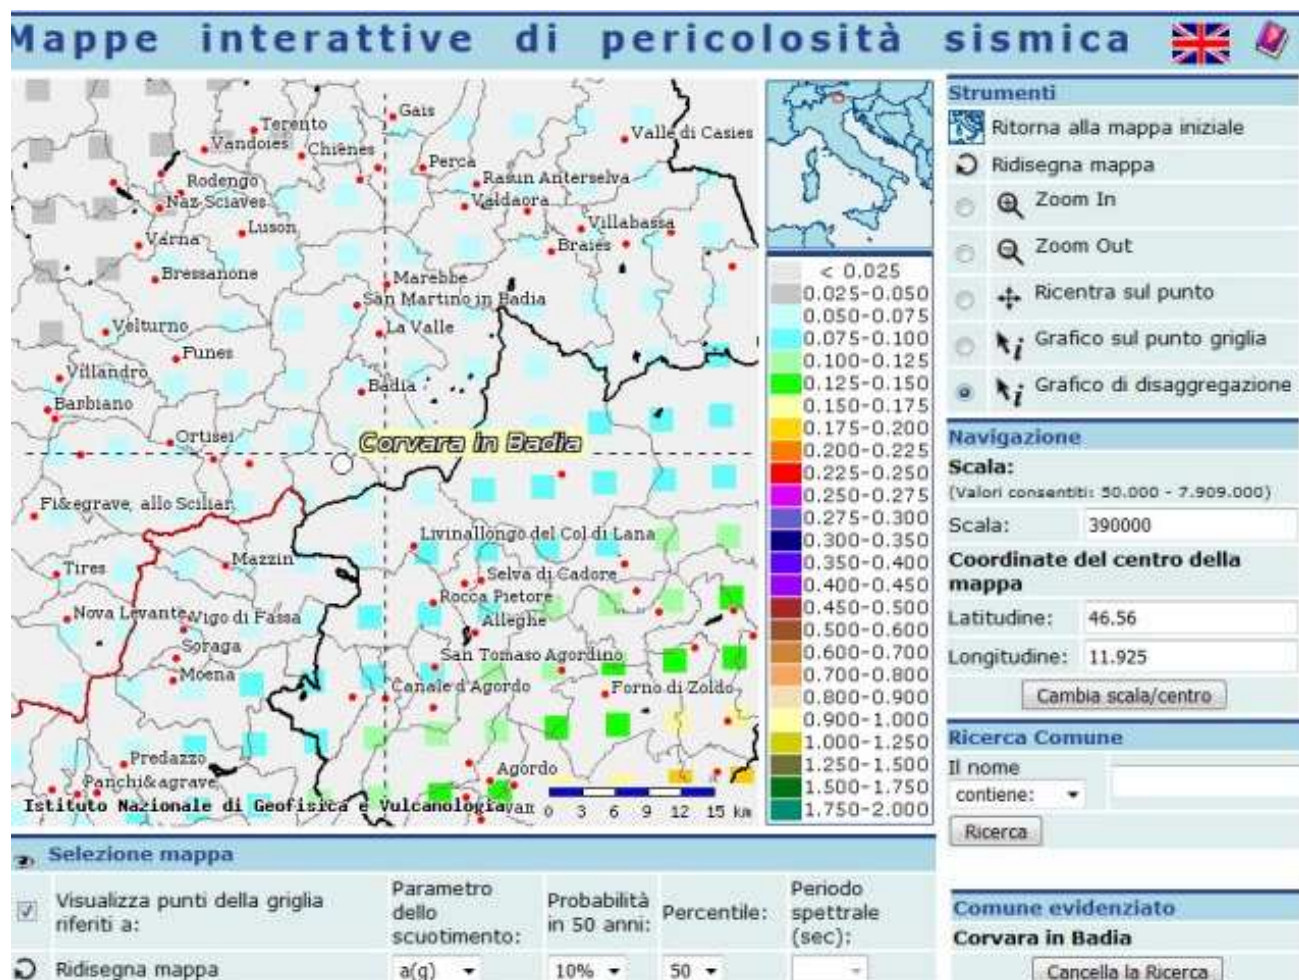 Mappe interattive di pericolosità sismica
Gais
Terento
Valle di Casies
Vandoies
Chiènes
Perca
Rodengo
Rasun Anterselva
Naz-Sciaves
Valdaora
Luson
Villabassa
Varna
Braies
Bressanone
Marebbe
San Martino in Badia
Velturno
La Valle
Funes
Villandro
Badia
Barbiano
Ortisei
Corvara in Badia
Fi&egrave; allo Sciliar
Livinallongo del Col di Lana
Mazzin
Tires
Selva di Cadore
Rocca Pietore
Nova Levante
Vigo di Fassa
Alleghe
Soraga
San Tomaso Agordino
Moena
Canale d'Agordo
Forno di Zoldo
Predazzo
Agordo
Panchi&agrave;
Istituto Nazionale di Geofisica e Vulcanologia
0 3 6 9 12 15 km
< 0.025
0.025-0.050
0.050-0.075
0.075-0.100
0.100-0.125
0.125-0.150
0.150-0.175
0.175-0.200
0.200-0.225
0.225-0.250
0.250-0.275
0.275-0.300
0.300-0.350
0.350-0.400
0.400-0.450
0.450-0.500
0.500-0.600
0.600-0.700
0.700-0.800
0.800-0.900
0.900-1.000
1.000-1.250
1.250-1.500
1.500-1.750
1.750-2.000
Strumenti
Ritorna alla mappa iniziale
Ridisegna mappa
Zoom In
Zoom Out
Ricentra sul punto
Grafico sul punto griglia
Grafico di disaggregazione
Navigazione
Scala:
(Valori consentiti: 50.000 - 7.909.000)
Scala: 390000
Coordinate del centro della
mappa
Latitudine: 46.56
Longitudine: 11.925
Cambia scala/centro
Ricerca Comune
Il nome
contiene:
Ricerca
Comune evidenziato
Corvara in Badia
Cancella la Ricerca
Selezione mappa
Visualizza punti della griglia
riferiti a:
Parametro
dello
scuotimento:
Probabilità
in 50 anni:
Percentile:
Periodo
spettrale
(sec):
Ridisegna mappa
a(g)
10%
50